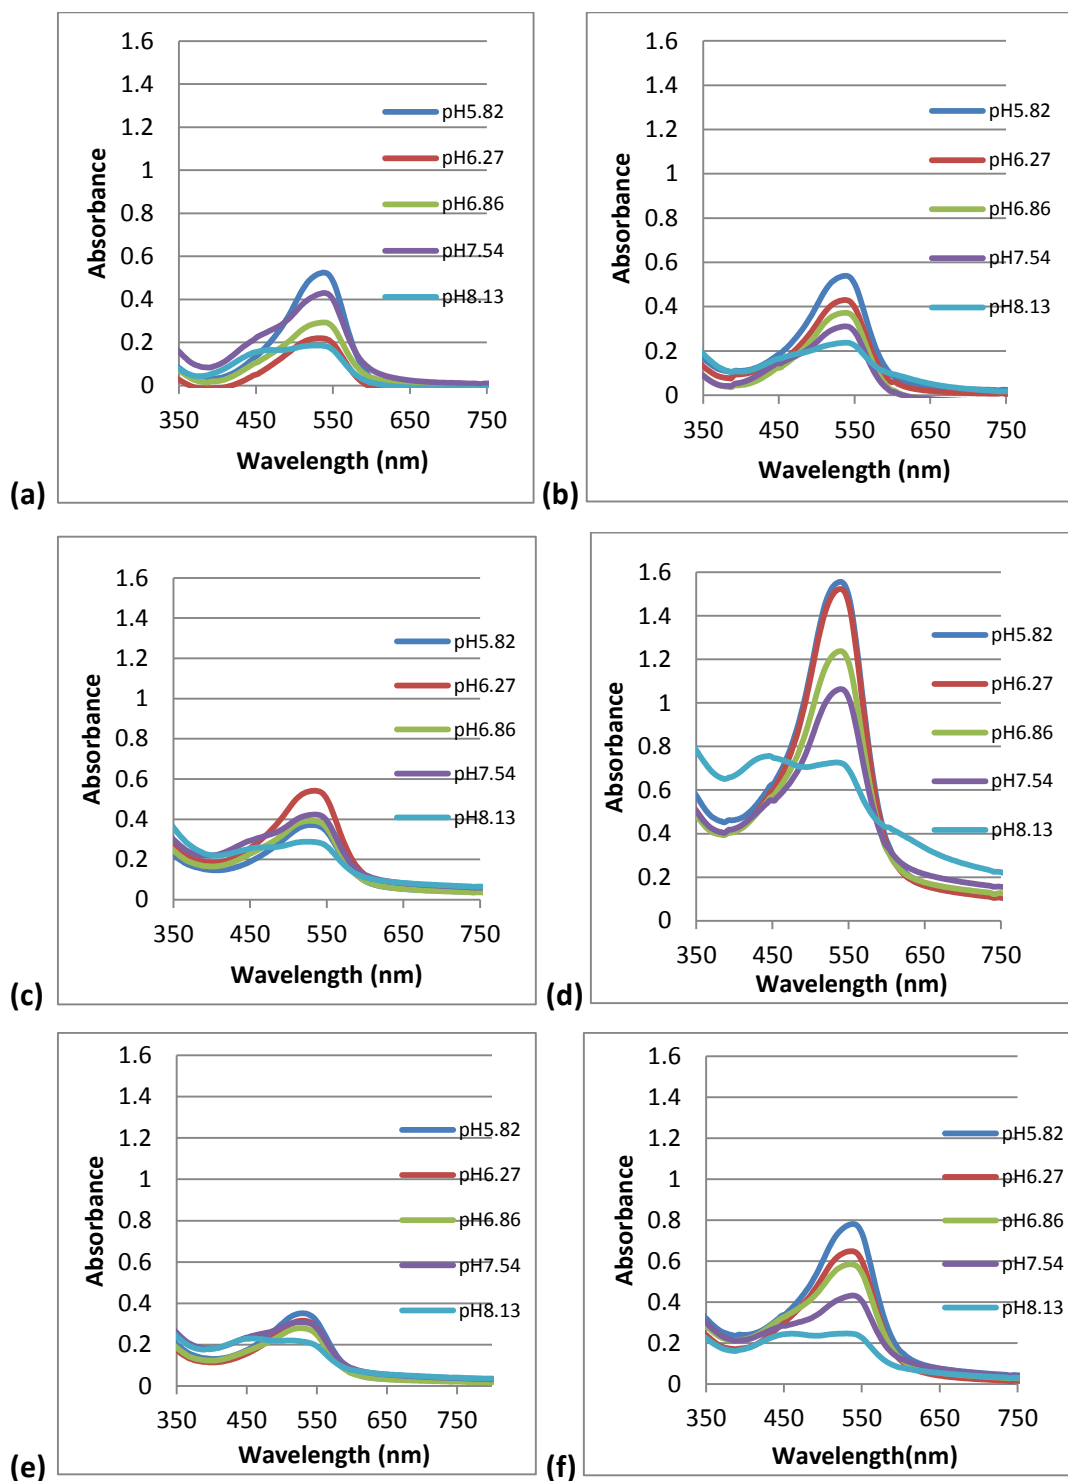 1.6
1.4
1.2
1
0.8
0.6
0.4
0.2
0
350 450 550 650 750
Absorbance
Wavelength (nm)
pH5.82
pH6.27
pH6.86
pH7.54
pH8.13
(a)
1.6
1.4
1.2
1
0.8
0.6
0.4
0.2
0
350 450 550 650 750
Absorbance
Wavelength (nm)
pH5.82
pH6.27
pH6.86
pH7.54
pH8.13
(b)
1.6
1.4
1.2
1
0.8
0.6
0.4
0.2
0
350 450 550 650 750
Absorbance
Wavelength (nm)
pH5.82
pH6.27
pH6.86
pH7.54
pH8.13
(c)
1.6
1.4
1.2
1
0.8
0.6
0.4
0.2
0
350 450 550 650 750
Absorbance
Wavelength (nm)
pH5.82
pH6.27
pH6.86
pH7.54
pH8.13
(d)
1.6
1.4
1.2
1
0.8
0.6
0.4
0.2
0
350 450 550 650 750
Absorbance
Wavelength (nm)
pH5.82
pH6.27
pH6.86
pH7.54
pH8.13
(e)
1.6
1.4
1.2
1
0.8
0.6
0.4
0.2
0
350 450 550 650 750
Absorbance
Wavelength(nm)
pH5.82
pH6.27
pH6.86
pH7.54
pH8.13
(f)